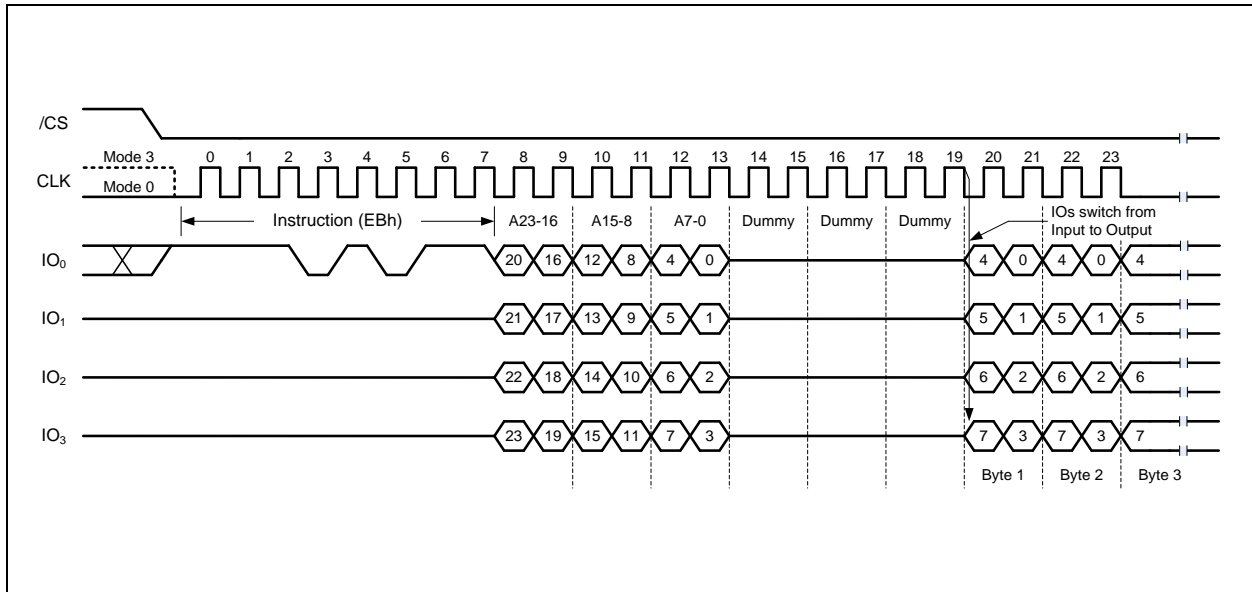 /CS
Mode 3 0 1 2 3 4 5 6 7 8 9 10 11 12 13 14 15 16 17 18 19 20 21 22 23
CLK
Mode 0
Instruction (EBh) A23-16 A15-8 A7-0 Dummy Dummy Dummy
IOs switch from
Input to Output
IO₀ 20 16 12 8 4 0 4 0 4 0 4
IO₁ 21 17 13 9 5 1 5 1 5 1 5
IO₂ 22 18 14 10 6 2 6 2 6 2 6
IO₃ 23 19 15 11 7 3 7 3 7 3 7
Byte 1 Byte 2 Byte 3